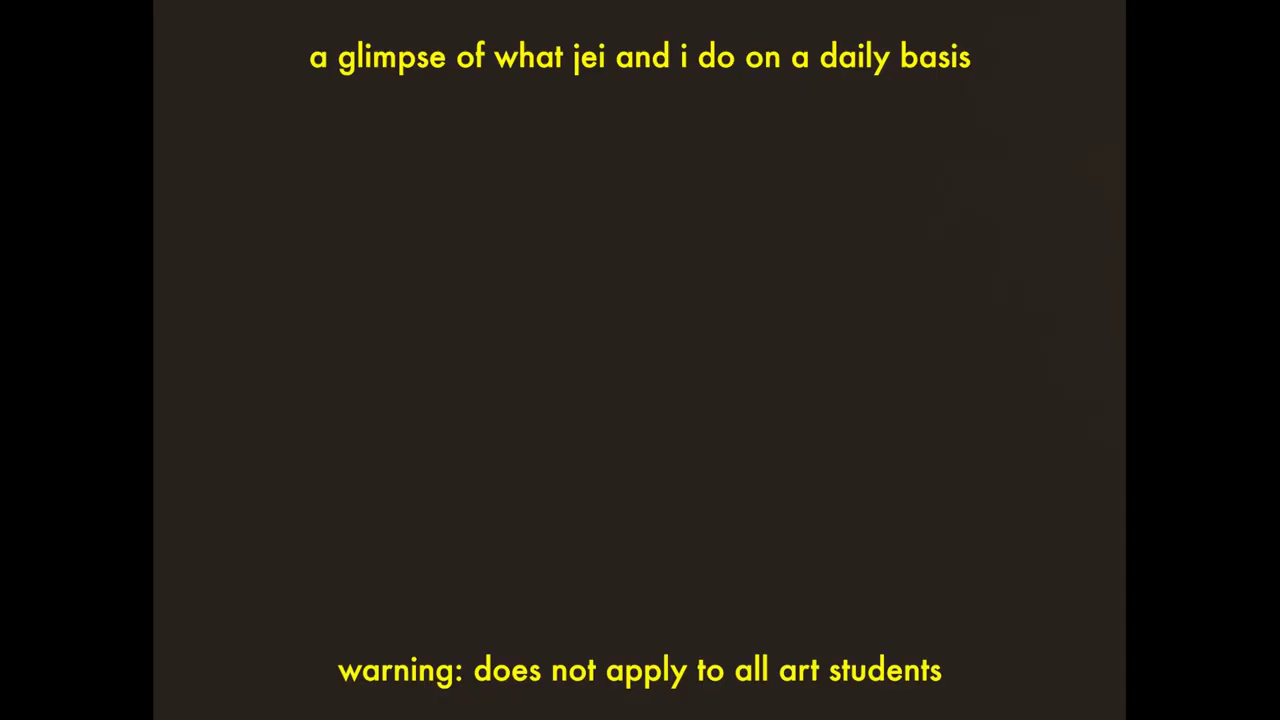 a glimpse of what jei and i do on a daily basis
warning: does not apply to all art students